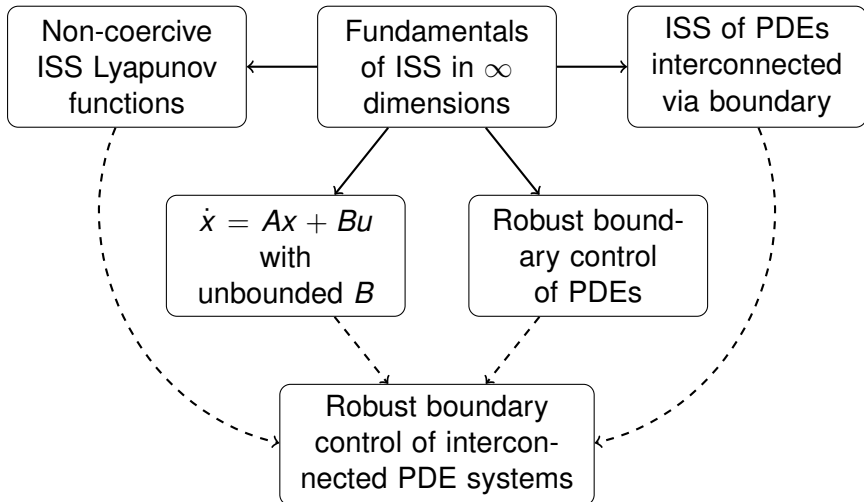 Non-coercive
ISS Lyapunov
functions
Fundamentals
of ISS in ∞
dimensions
ISS of PDEs
interconnected
via boundary
ẋ = Ax + Bu
with
unbounded B
Robust bound-
ary control
of PDEs
Robust boundary
control of intercon-
nected PDE systems